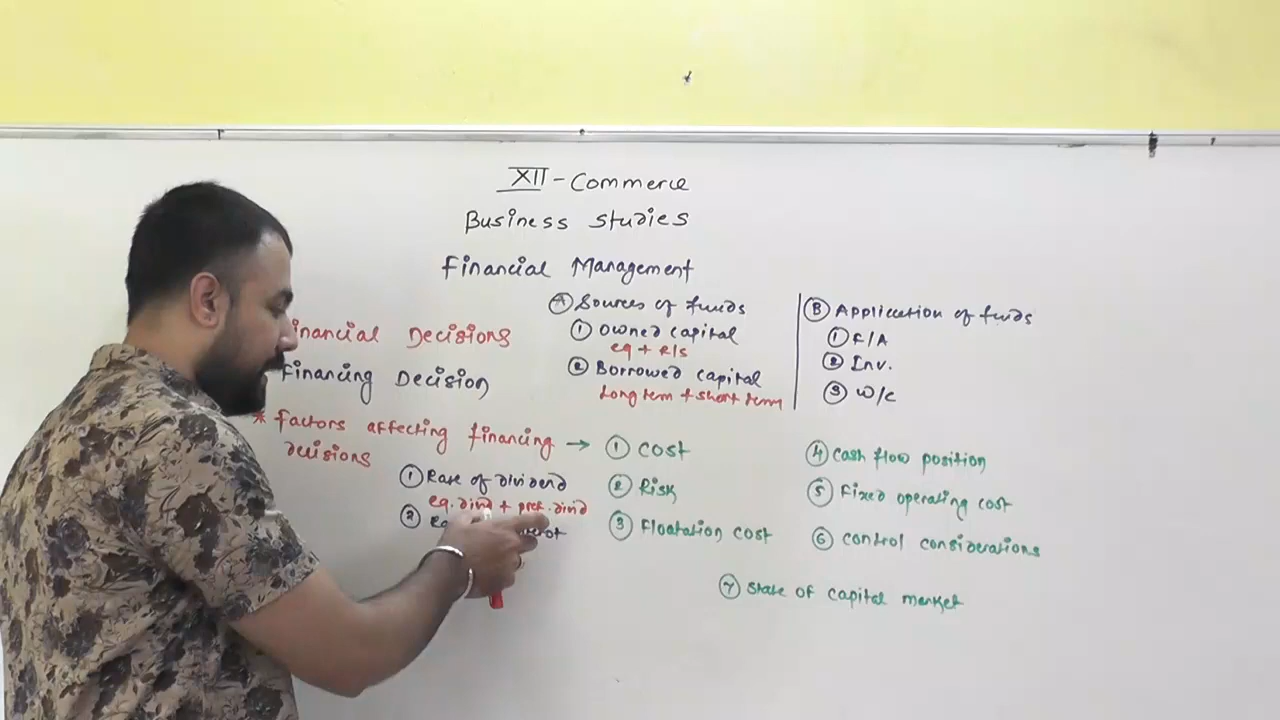 XII - Commerce
Business Studies
Financial Management
A Sources of funds
1 Owned capital
eq + R/S
2 Borrowed capital
Long term + short term
B Application of funds
1 F/A
2 Inv.
3 W/C
Financial Decisions
Financing Decision
* Factors affecting financing
decisions
→
1 Rate of dividend
eq. divd + pref. divd
2
1 Cost
2 Risk
3 Floatation cost
4 Cash flow position
5 Fixed operating cost
6 Control considerations
7 State of capital market